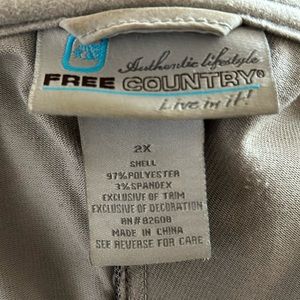 Authentic lifestyle
FREE COUNTRY®
Live in it!
2X
SHELL
97% POLYESTER
3% SPANDEX
EXCLUSIVE OF TRIM
EXCLUSIVE OF DECORATION
RN# 82608
MADE IN CHINA
SEE REVERSE FOR CARE